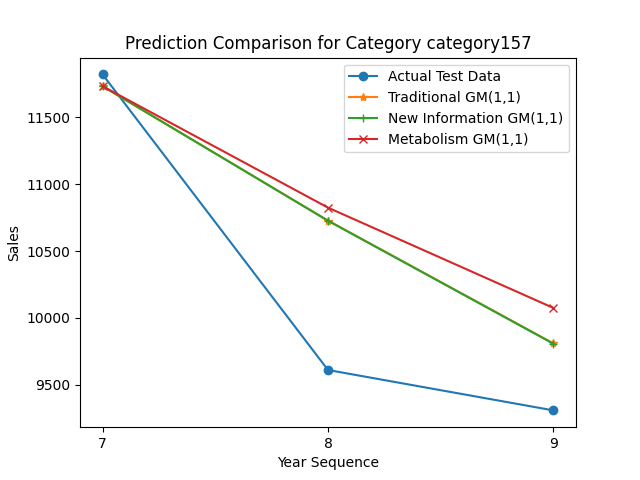 Prediction Comparison for Category category157
Actual Test Data
Traditional GM(1,1)
New Information GM(1,1)
Metabolism GM(1,1)
Sales
11500
11000
10500
10000
9500
7
8
9
Year Sequence